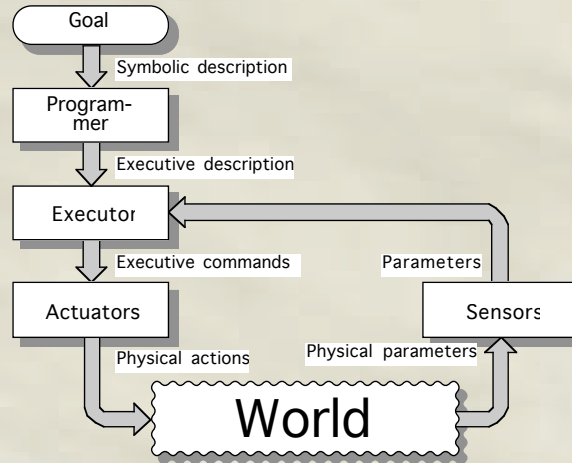 Goal
Symbolic description
Program-
mer
Executive description
Executor
Executive commands
Parameters
Actuators
Sensors
Physical actions
Physical parameters
World